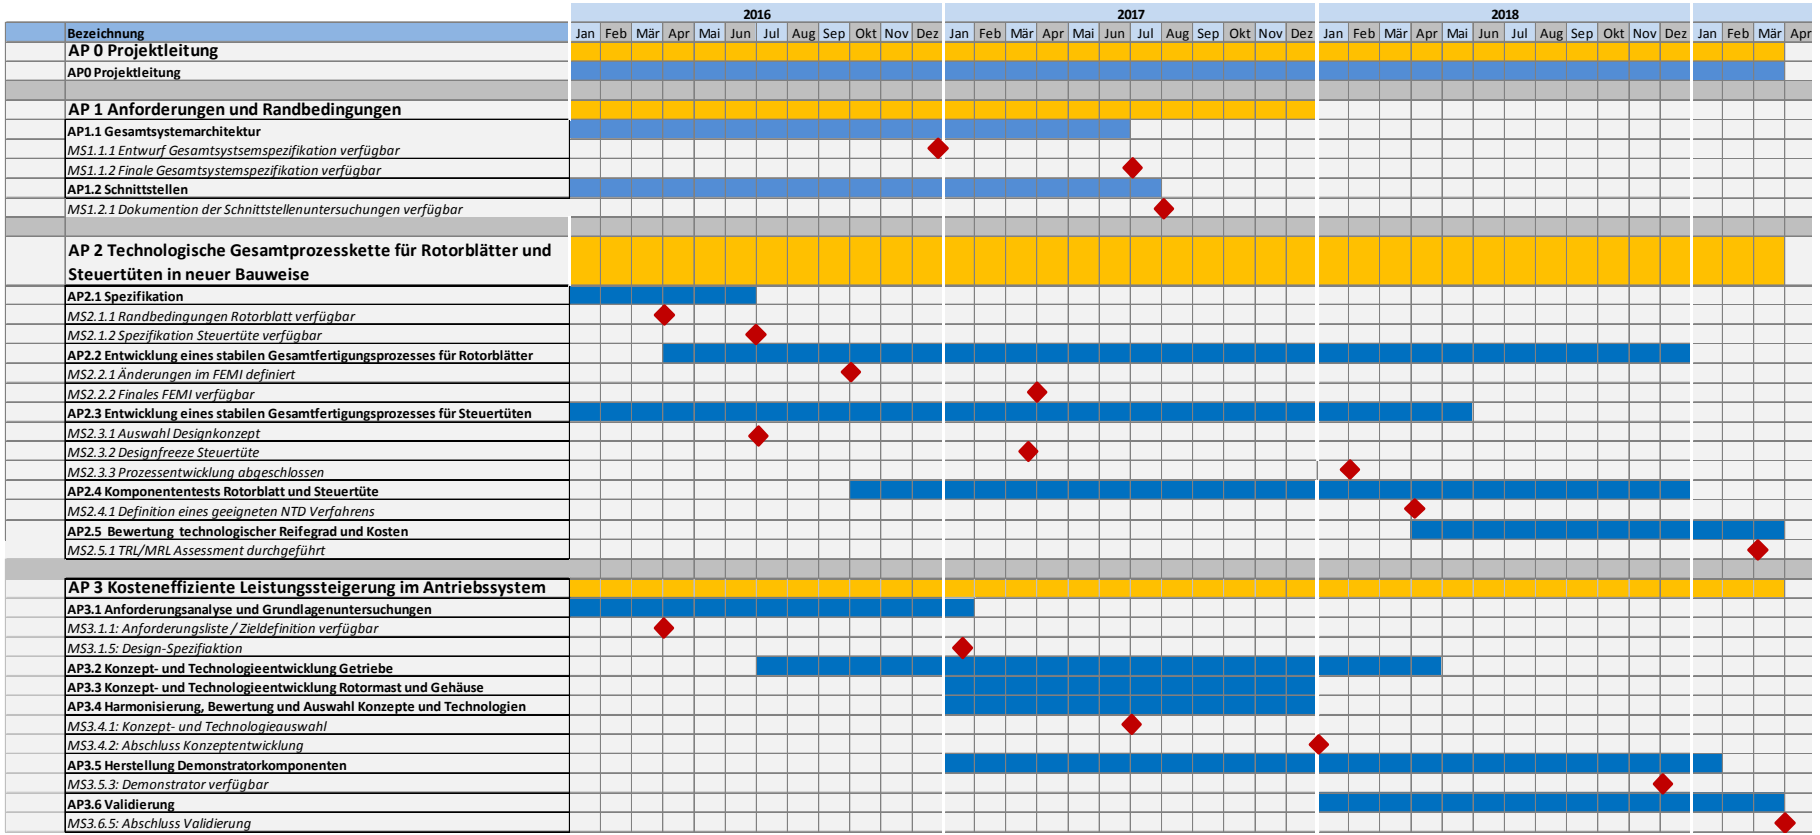 2016 2017 2018
Bezeichnung Jan Feb Mär Apr Mai Jun Jul Aug Sep Okt Nov Dez Jan Feb Mär Apr Mai Jun Jul Aug Sep Okt Nov Dez Jan Feb Mär Apr Mai Jun Jul Aug Sep Okt Nov Dez Jan Feb Mär Apr
AP 0 Projektleitung
AP0 Projektleitung
AP 1 Anforderungen und Randbedingungen
AP1.1 Gesamtsystemarchitektur
MS1.1.1 Entwurf Gesamtsystsemspezifikation verfügbar
MS1.1.2 Finale Gesamtsystemspezifikation verfügbar
AP1.2 Schnittstellen
MS1.2.1 Dokumention der Schnittstellenuntersuchungen verfügbar
AP 2 Technologische Gesamtprozesskette für Rotorblätter und
Steuertüten in neuer Bauweise
AP2.1 Spezifikation
MS2.1.1 Randbedingungen Rotorblatt verfügbar
MS2.1.2 Spezifikation Steuertüte verfügbar
AP2.2 Entwicklung eines stabilen Gesamtfertigungsprozesses für Rotorblätter
MS2.2.1 Änderungen im FEMI definiert
MS2.2.2 Finales FEMI verfügbar
AP2.3 Entwicklung eines stabilen Gesamtfertigungsprozesses für Steuertüten
MS2.3.1 Auswahl Designkonzept
MS2.3.2 Designfreeze Steuertüte
MS2.3.3 Prozessentwicklung abgeschlossen
AP2.4 Komponententests Rotorblatt und Steuertüte
MS2.4.1 Definition eines geeigneten NTD Verfahrens
AP2.5 Bewertung technologischer Reifegrad und Kosten
MS2.5.1 TRL/MRL Assessment durchgeführt
AP 3 Kosteneffiziente Leistungssteigerung im Antriebssystem
AP3.1 Anforderungsanalyse und Grundlagenuntersuchungen
MS3.1.1: Anforderungsliste / Zieldefinition verfügbar
MS3.1.5: Design-Spezifiaktion
AP3.2 Konzept- und Technologieentwicklung Getriebe
AP3.3 Konzept- und Technologieentwicklung Rotormast und Gehäuse
AP3.4 Harmonisierung, Bewertung und Auswahl Konzepte und Technologien
MS3.4.1: Konzept- und Technologieauswahl
MS3.4.2: Abschluss Konzeptentwicklung
AP3.5 Herstellung Demonstratorkomponenten
MS3.5.3: Demonstrator verfügbar
AP3.6 Validierung
MS3.6.5: Abschluss Validierung